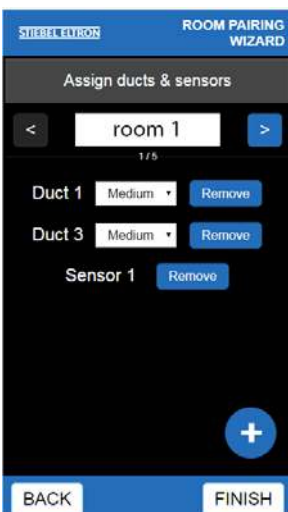 STIEBEL ELTRON
ROOM PAIRING
WIZARD
Assign ducts & sensors
< room 1 >
1/5
Duct 1 Medium Remove
Duct 3 Medium Remove
Sensor 1 Remove
+
BACK FINISH